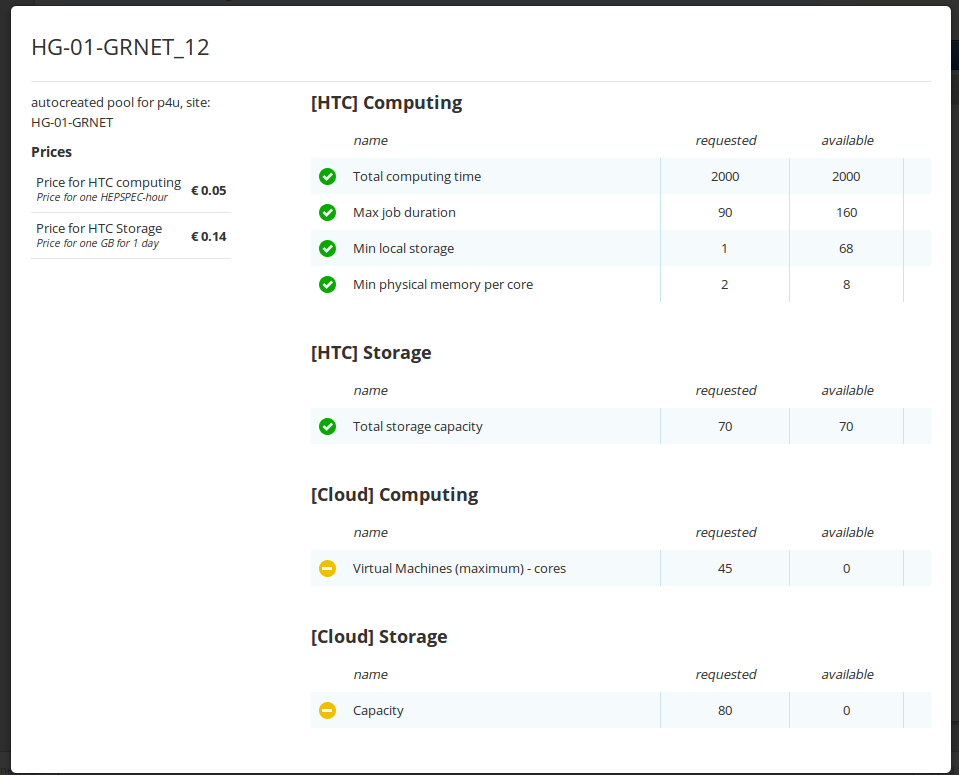 HG-01-GRNET_12
autocreated pool for p4u, site:
HG-01-GRNET
Prices
Price for HTC computing € 0.05
Price for one HEPSPEC-hour
Price for HTC Storage € 0.14
Price for one GB for 1 day
[HTC] Computing
name requested available
Total computing time 2000 2000
Max job duration 90 160
Min local storage 1 68
Min physical memory per core 2 8
[HTC] Storage
name requested available
Total storage capacity 70 70
[Cloud] Computing
name requested available
Virtual Machines (maximum) - cores 45 0
[Cloud] Storage
name requested available
Capacity 80 0